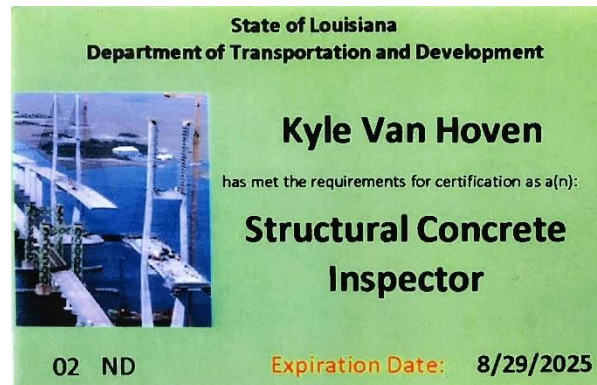 State of Louisiana
Department of Transportation and Development
Kyle Van Hoven
has met the requirements for certification as a(n):
Structural Concrete
Inspector
02 ND Expiration Date: 8/29/2025